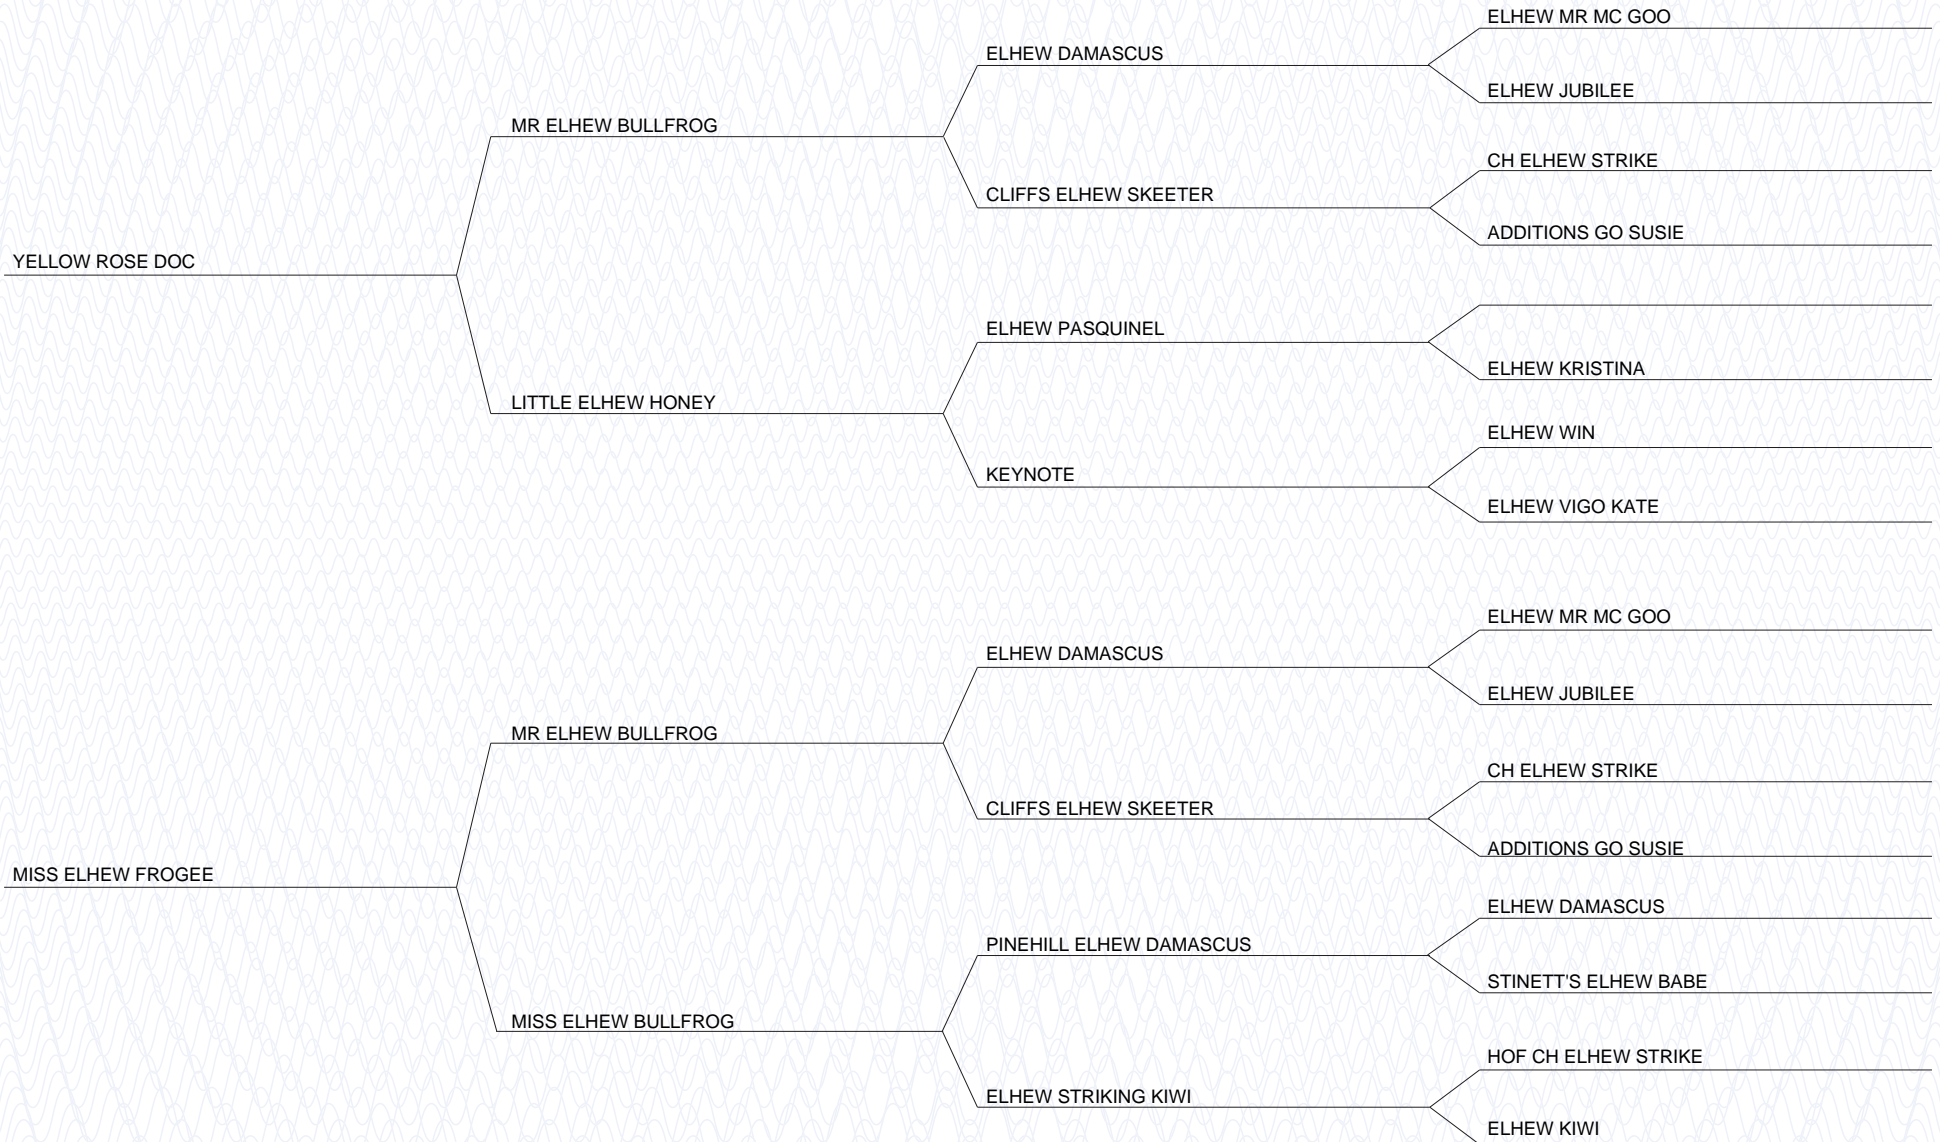 ELHEW MR MC GOO
ELHEW DAMASCUS
ELHEW JUBILEE
MR ELHEW BULLFROG
CH ELHEW STRIKE
CLIFFS ELHEW SKEETER
ADDITIONS GO SUSIE
YELLOW ROSE DOC
ELHEW PASQUINEL
ELHEW KRISTINA
LITTLE ELHEW HONEY
ELHEW WIN
KEYNOTE
ELHEW VIGO KATE
ELHEW MR MC GOO
ELHEW DAMASCUS
ELHEW JUBILEE
MR ELHEW BULLFROG
CH ELHEW STRIKE
CLIFFS ELHEW SKEETER
ADDITIONS GO SUSIE
MISS ELHEW FROGEE
ELHEW DAMASCUS
PINEHILL ELHEW DAMASCUS
STINETT'S ELHEW BABE
MISS ELHEW BULLFROG
HOF CH ELHEW STRIKE
ELHEW STRIKING KIWI
ELHEW KIWI